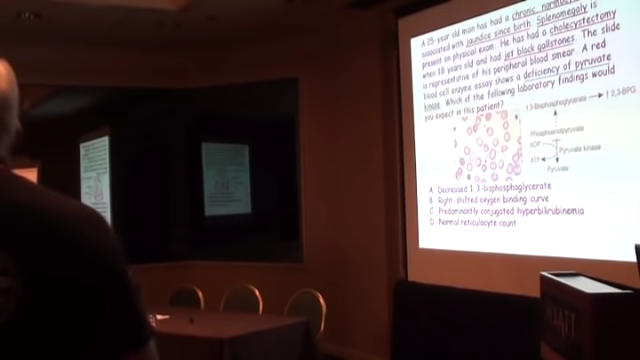 A 25-year old man has had a chronic, normocytic
associated with jaundice since birth. Splenomegaly is
present on physical exam. He has had a cholecystectomy
when 18 years old and had jet black gallstones. The slide
is representative of his peripheral blood smear. A red
blood cell enzyme assay shows a deficiency of pyruvate
kinase. Which of the following laboratory findings would
you expect in this patient?
1,3-Bisphosphoglycerate → ↑ 2,3-BPG
Phosphoenolpyruvate
ADP
Pyruvate kinase
ATP
Pyruvate
A Decreased 1,3-bisphosphoglycerate
B Right-shifted oxygen binding curve
C Predominantly conjugated hyperbilirubinemia
D Normal reticulocyte count